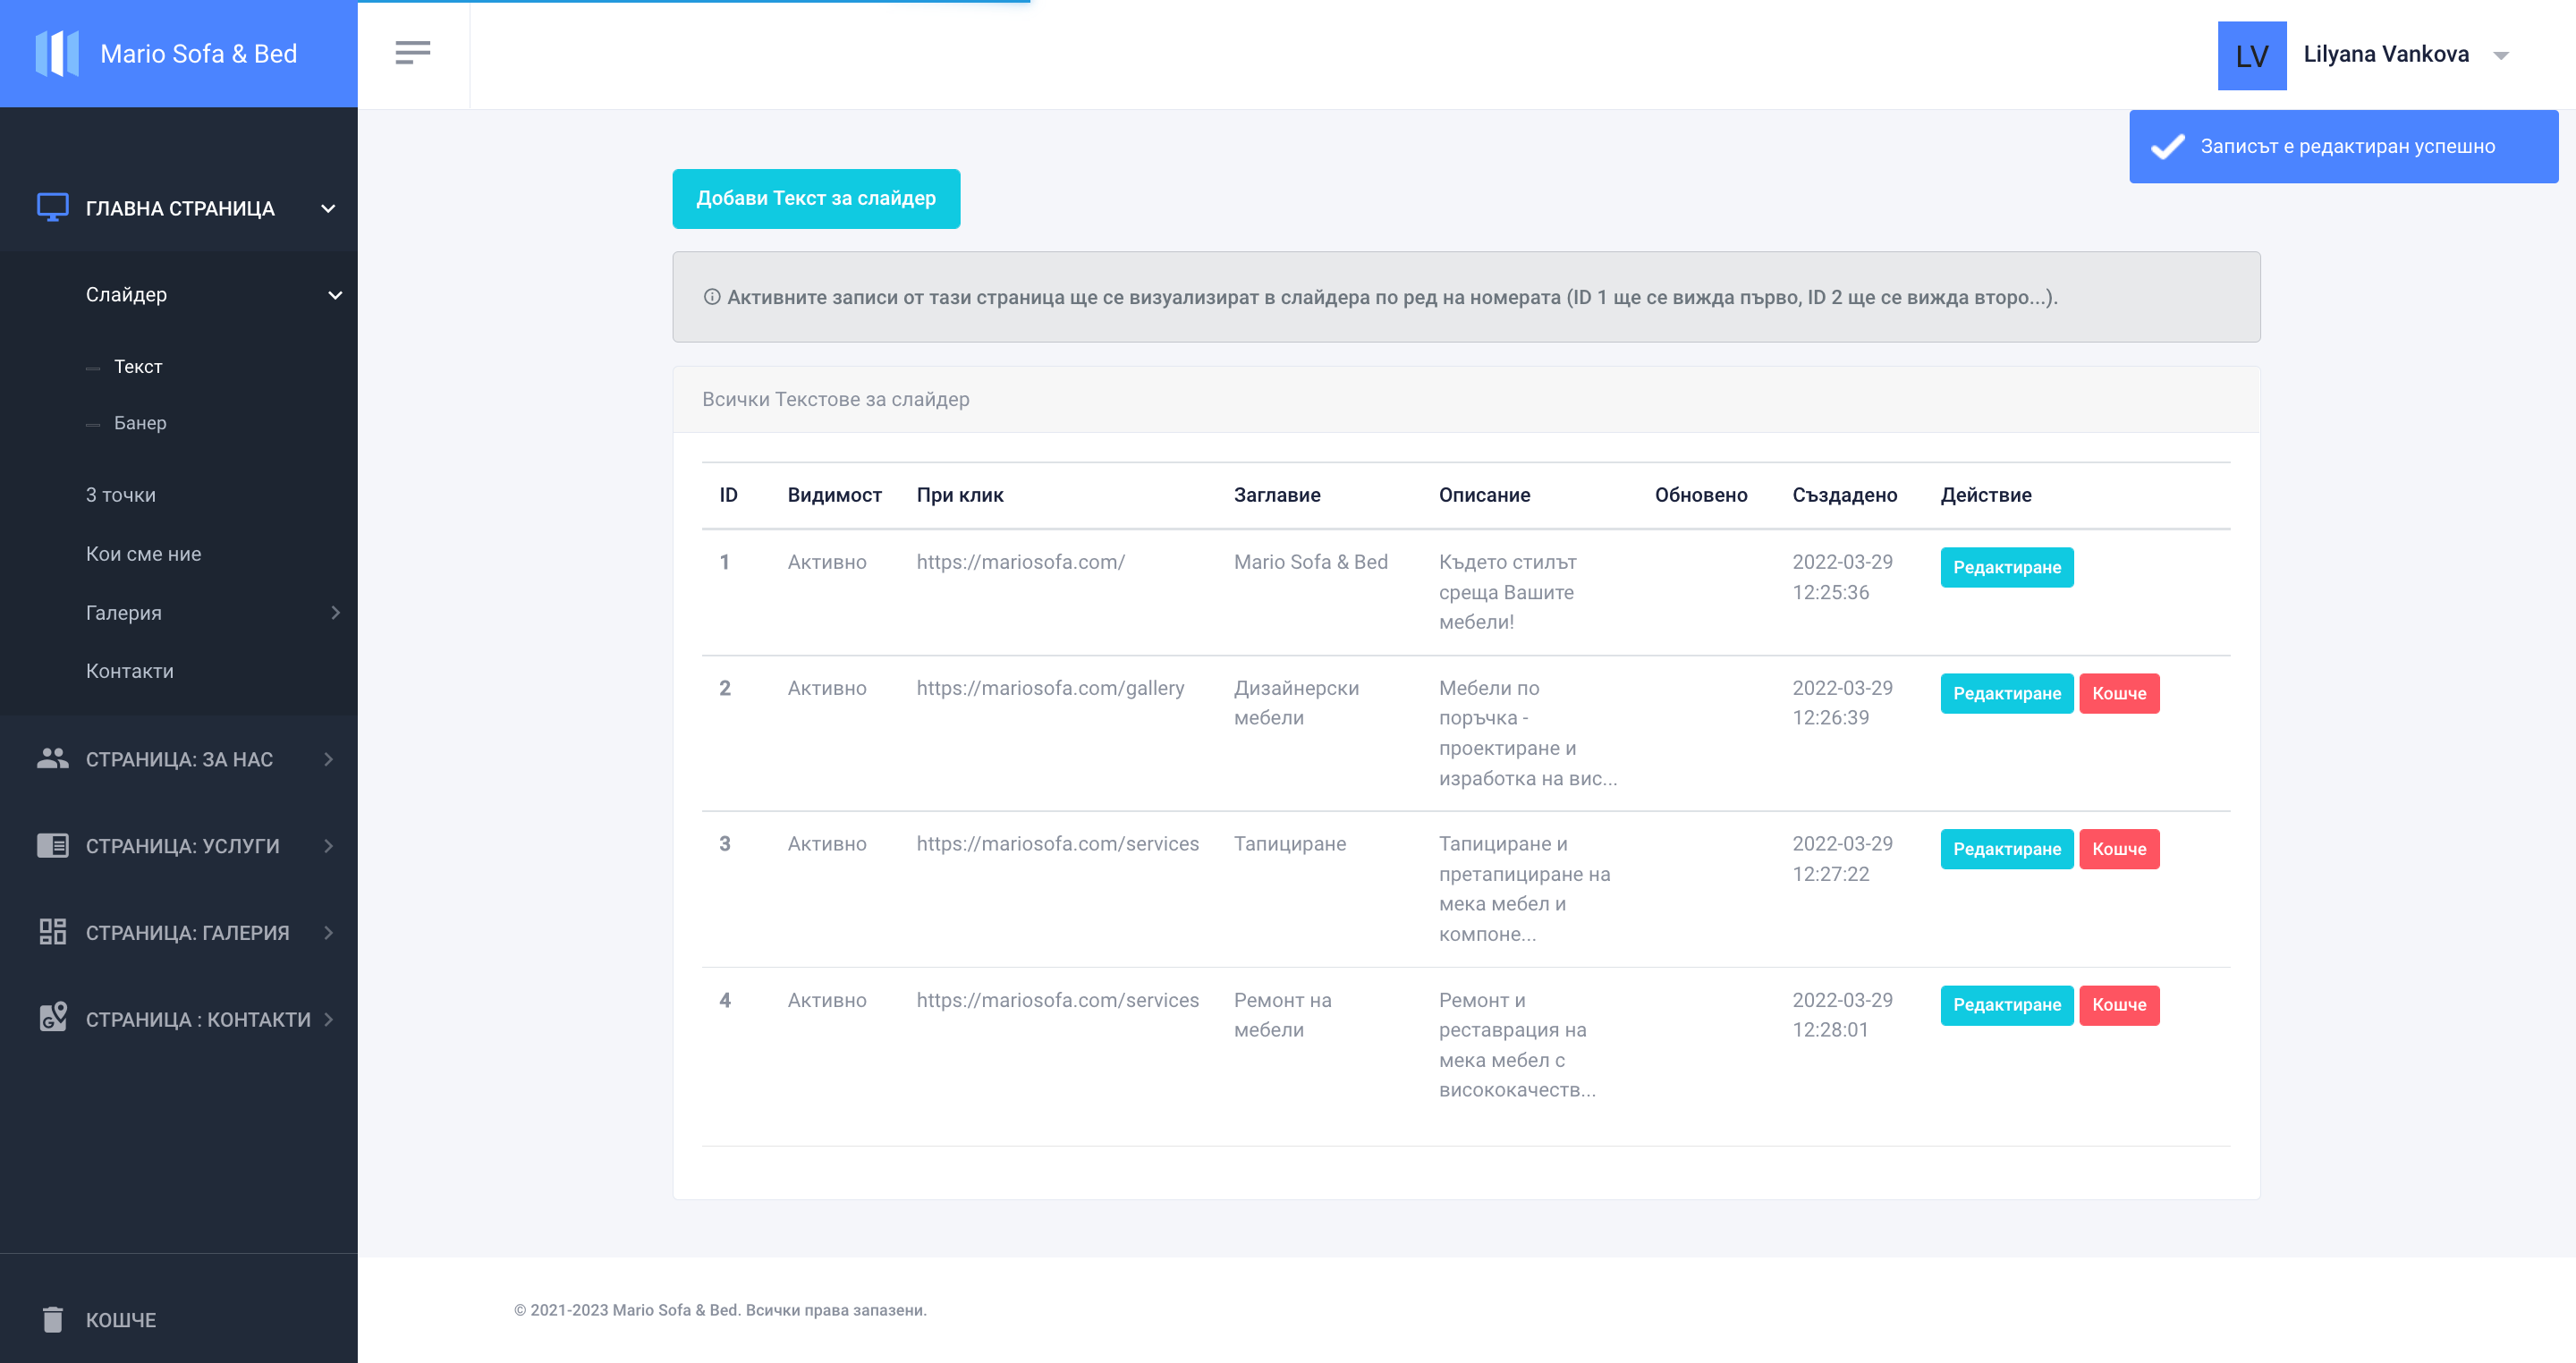 Mario Sofa & Bed
LV
Lilyana Vankova
Записът е редактиран успешно
ГЛАВНА СТРАНИЦА
Слайдер
Текст
Банер
3 точки
Кои сме ние
Галерия
Контакти
СТРАНИЦА: ЗА НАС
СТРАНИЦА: УСЛУГИ
СТРАНИЦА: ГАЛЕРИЯ
СТРАНИЦА : КОНТАКТИ
КОШЧЕ
Добави Текст за слайдер
Активните записи от тази страница ще се визуализират в слайдера по ред на номерата (ID 1 ще се вижда първо, ID 2 ще се вижда второ...).
Всички Текстове за слайдер
ID Видимост При клик Заглавие Описание Обновено Създадено Действие
1 Активно https://mariosofa.com/ Mario Sofa & Bed Където стилът 2022-03-29 Редактиране
среща Вашите 12:25:36
мебели!
2 Активно https://mariosofa.com/gallery Дизайнерски Мебели по 2022-03-29 Редактиране Кошче
мебели поръчка - 12:26:39
проектиране и
изработка на вис...
3 Активно https://mariosofa.com/services Тапициране Тапициране и 2022-03-29 Редактиране Кошче
претапициране на 12:27:22
мека мебел и
компоне...
4 Активно https://mariosofa.com/services Ремонт на Ремонт и 2022-03-29 Редактиране Кошче
мебели реставрация на 12:28:01
мека мебел с
висококачеств...
© 2021-2023 Mario Sofa & Bed. Всички права запазени.